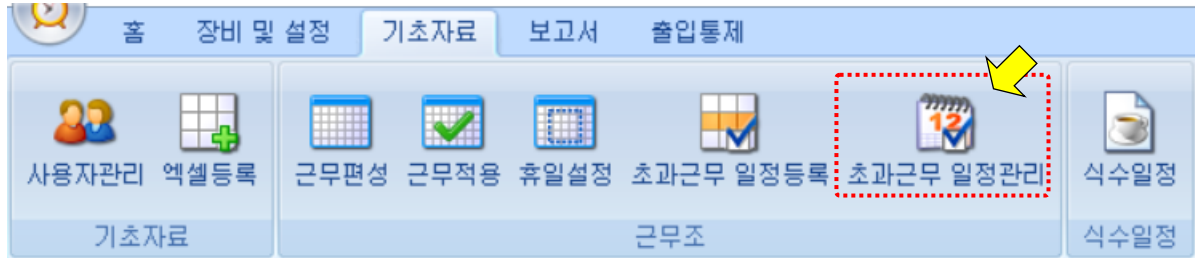 홈 장비 및 설정 기초자료 보고서 출입통제
사용자관리 엑셀등록 근무편성 근무적용 휴일설정 초과근무 일정등록 12 초과근무 일정관리 식수일정
기초자료 근무조 식수일정